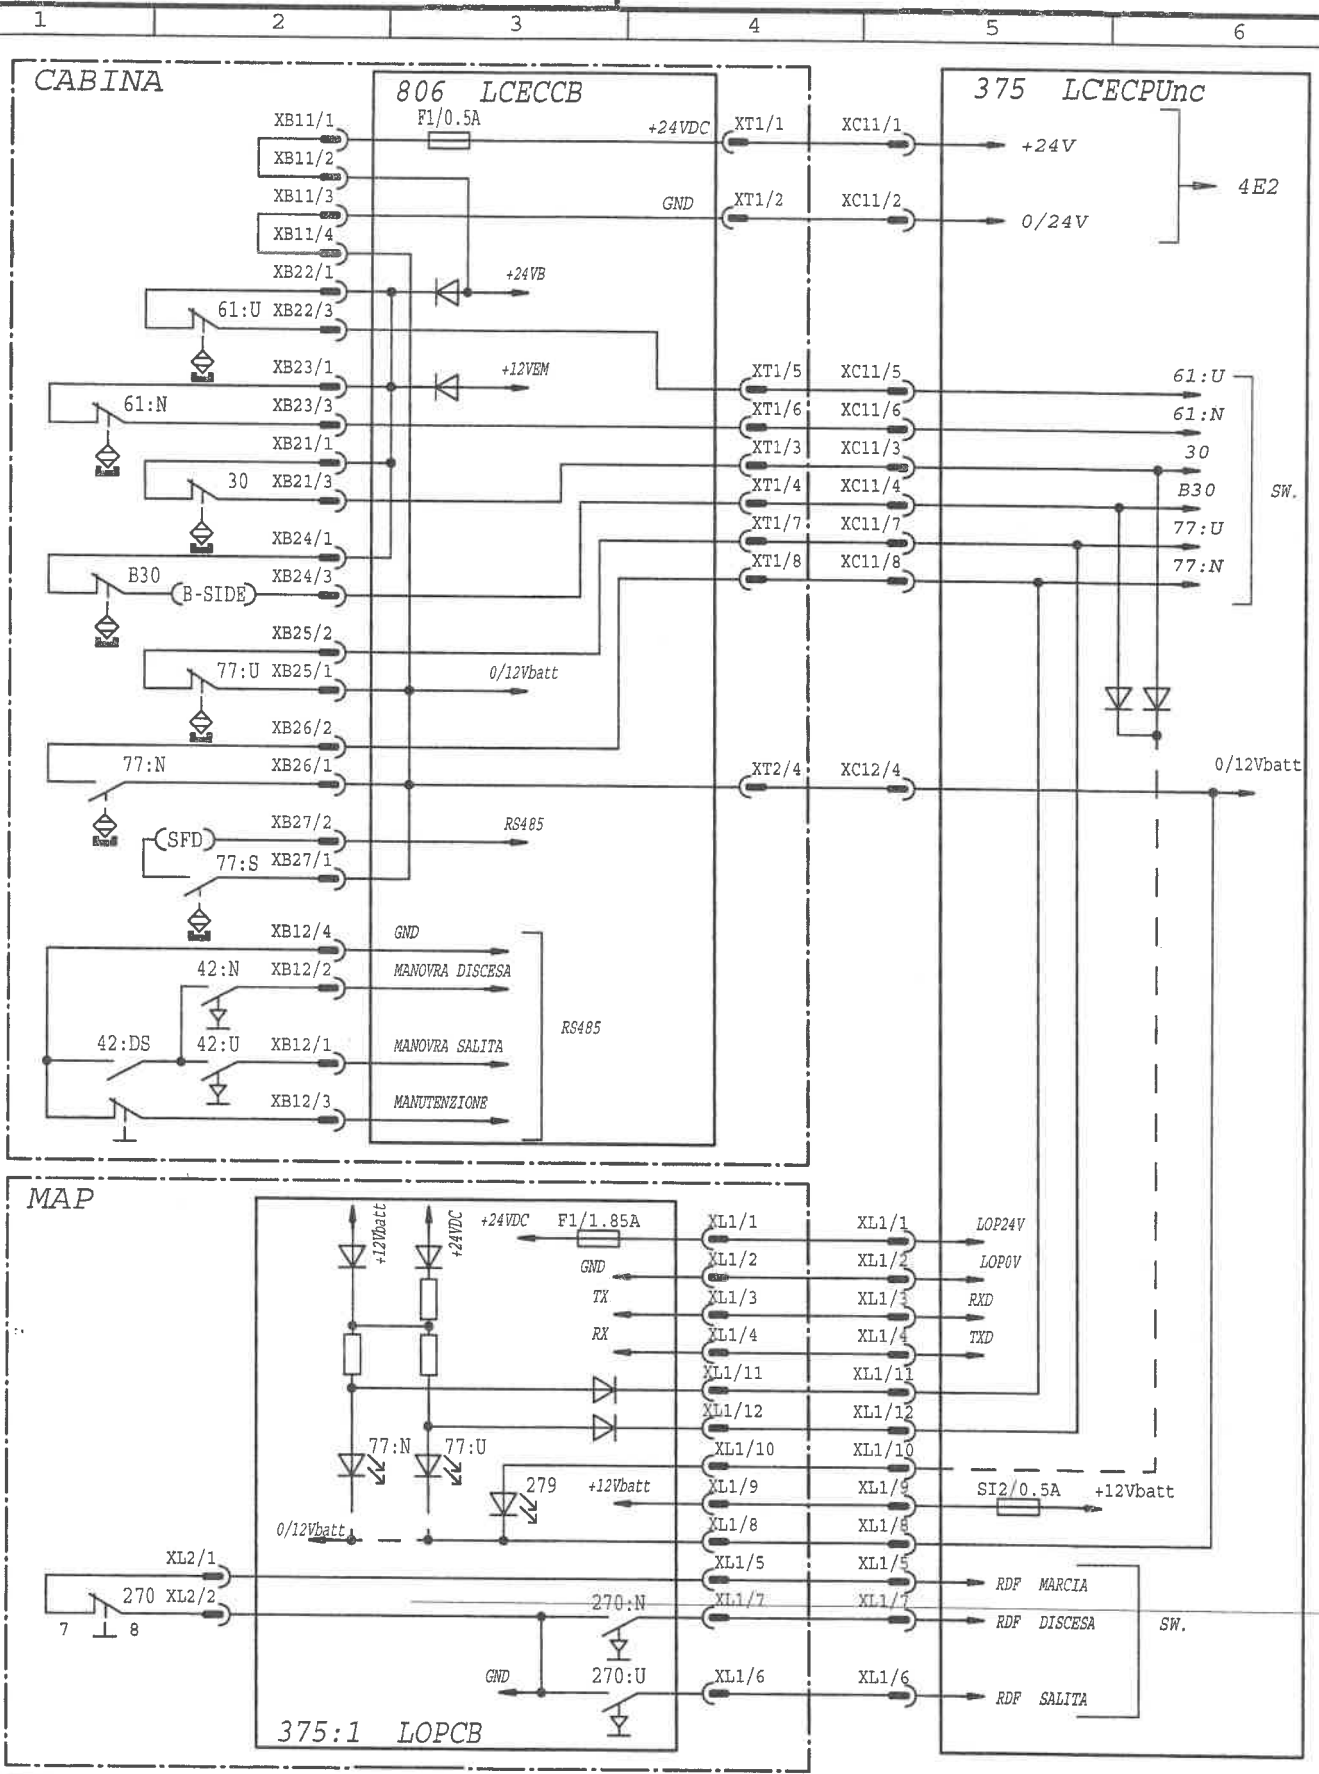 1 2 3 4 5 6
CABINA
806 LCECCB
375 LCECPUnc
XB11/1
F1/0.5A
+24VDC
XT1/1
XC11/1
+24V
XB11/2
4E2
XB11/3
GND
XT1/2
XC11/2
0/24V
XB11/4
XB22/1
+24VB
61:U
XB22/3
XB23/1
+12VEM
XT1/5
XC11/5
61:U
61:N
XB23/3
XT1/6
XC11/6
61:N
XB21/1
XT1/3
XC11/3
30
30
XB21/3
XT1/4
XC11/4
B30
SW.
XB24/1
XT1/7
XC11/7
77:U
B30
(B-SIDE)
XB24/3
XT1/8
XC11/8
77:N
XB25/2
77:U
XB25/1
0/12Vbatt
XB26/2
77:N
XB26/1
XT2/4
XC12/4
0/12Vbatt
(SFD)
XB27/2
RS485
77:S
XB27/1
XB12/4
GND
42:N
XB12/2
MANOVRA DISCESA
RS485
42:DS
42:U
XB12/1
MANOVRA SALITA
XB12/3
MANUTENZIONE
MAP
+12Vbatt
+24VDC
+24VDC
F1/1.85A
XL1/1
XL1/1
LOP24V
GND
XL1/2
XL1/2
LOP0V
TX
XL1/3
XL1/3
RXD
RX
XL1/4
XL1/4
TXD
XL1/11
XL1/11
XL1/12
XL1/12
77:N
77:U
XL1/10
XL1/10
279
+12Vbatt
XL1/9
XL1/9
SI2/0.5A
+12Vbatt
0/12Vbatt
XL1/8
XL1/8
XL2/1
XL1/5
XL1/5
RDF MARCIA
270
XL2/2
270:N
XL1/7
XL1/7
RDF DISCESA
SW.
7 8
GND
270:U
XL1/6
XL1/6
RDF SALITA
375:1 LOPCB